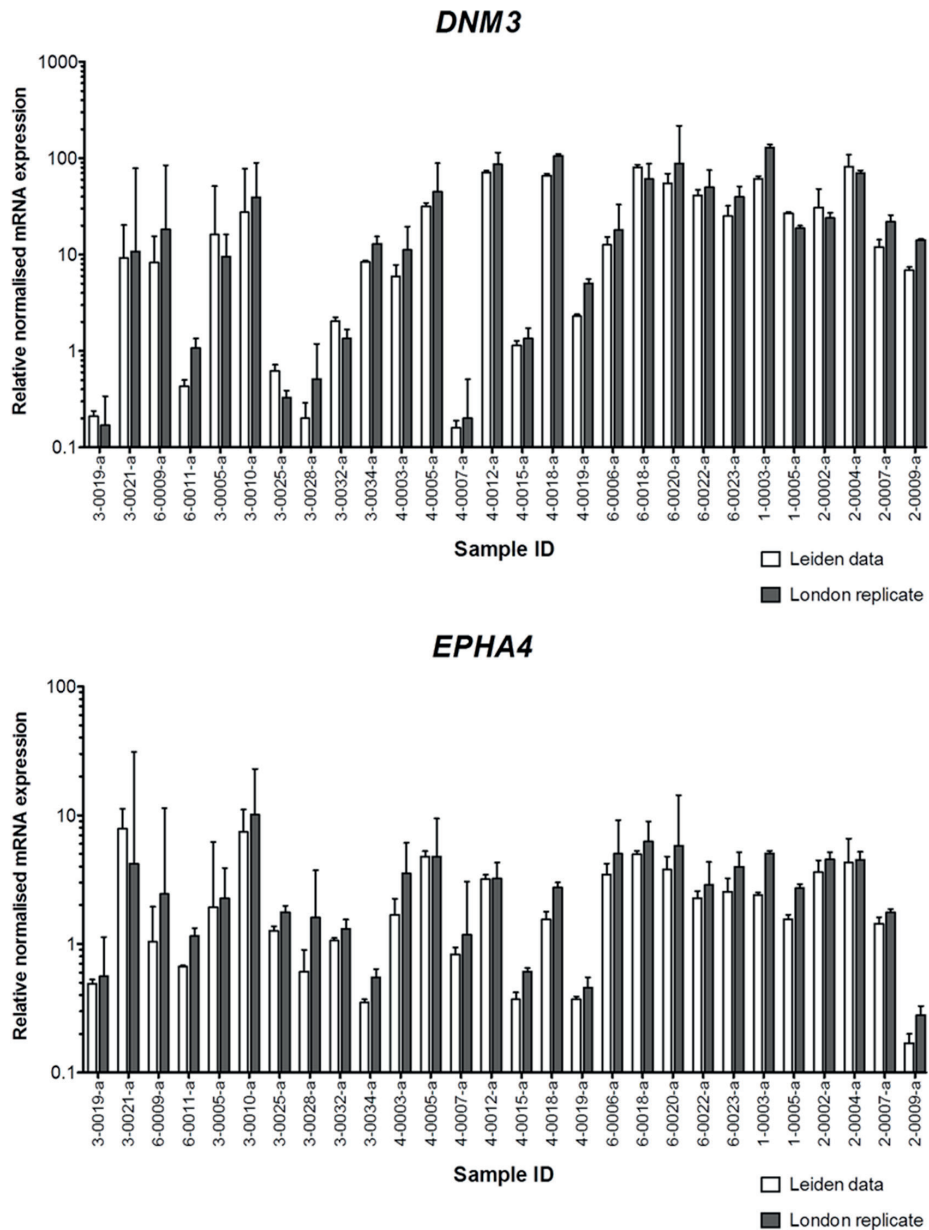 DNM3
Relative normalised mRNA expression
1000
100
10
1
0.1
3-0019-a
3-0021-a
6-0009-a
6-0011-a
3-0005-a
3-0010-a
3-0025-a
3-0028-a
3-0032-a
3-0034-a
4-0003-a
4-0005-a
4-0007-a
4-0012-a
4-0015-a
4-0018-a
4-0019-a
6-0006-a
6-0018-a
6-0020-a
6-0022-a
6-0023-a
1-0003-a
1-0005-a
2-0002-a
2-0004-a
2-0007-a
2-0009-a
Sample ID
Leiden data
London replicate
EPHA4
Relative normalised mRNA expression
100
10
1
0.1
3-0019-a
3-0021-a
6-0009-a
6-0011-a
3-0005-a
3-0010-a
3-0025-a
3-0028-a
3-0032-a
3-0034-a
4-0003-a
4-0005-a
4-0007-a
4-0012-a
4-0015-a
4-0018-a
4-0019-a
6-0006-a
6-0018-a
6-0020-a
6-0022-a
6-0023-a
1-0003-a
1-0005-a
2-0002-a
2-0004-a
2-0007-a
2-0009-a
Sample ID
Leiden data
London replicate